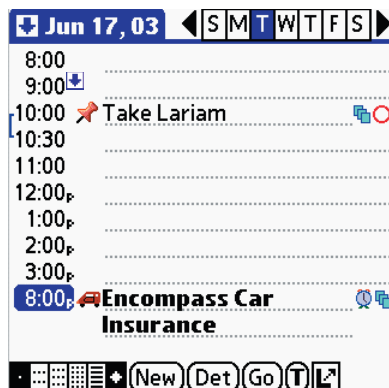 Jun 17, 03 S M T W T F S
8:00
9:00
10:00 Take Lariam
10:30
11:00
12:00P
1:00P
2:00P
3:00P
8:00P Encompass Car
Insurance
New Det Go T